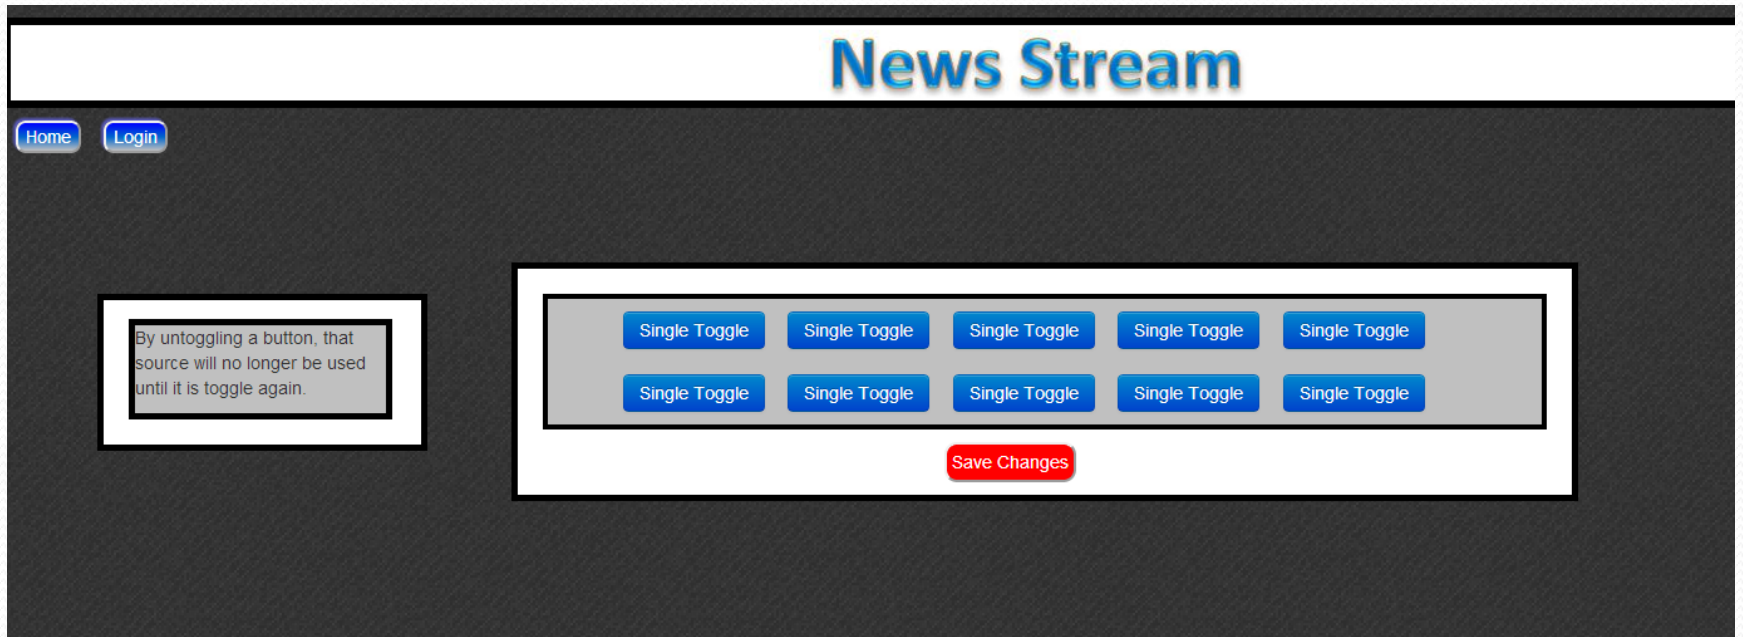 News Stream
Home Login
By untoggling a button, that
source will no longer be used
until it is toggle again.
Single Toggle Single Toggle Single Toggle Single Toggle Single Toggle
Single Toggle Single Toggle Single Toggle Single Toggle Single Toggle
Save Changes